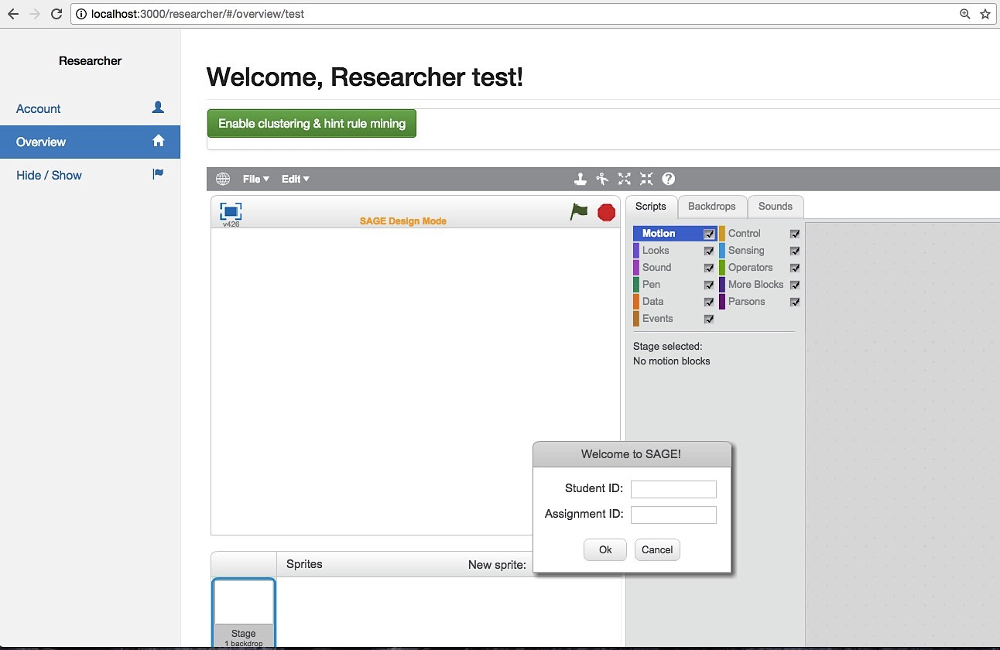 localhost:3000/researcher/#/overview/test
Researcher
Account
Overview
Hide / Show
Welcome, Researcher test!
Enable clustering & hint rule mining
File Edit
v426
SAGE Design Mode
Scripts Backdrops Sounds
Motion Control
Looks Sensing
Sound Operators
Pen More Blocks
Data Parsons
Events
Stage selected:
No motion blocks
Welcome to SAGE!
Student ID:
Assignment ID:
Ok Cancel
Sprites New sprite:
Stage
1 backdrop